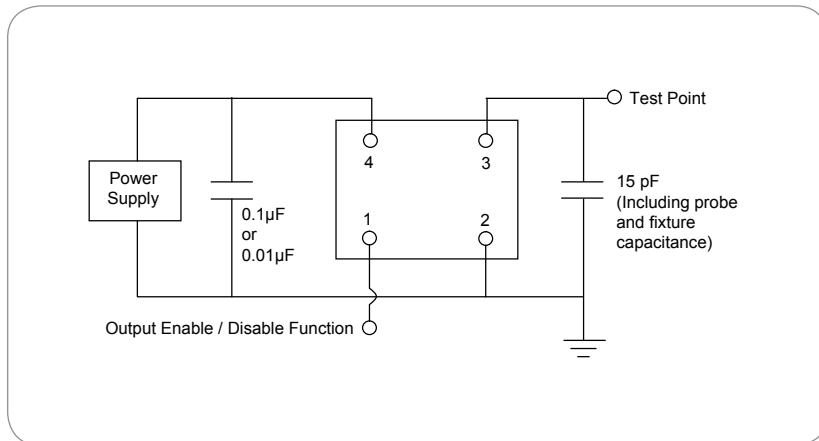 Test Point
4
3
Power
Supply
0.1µF
or
0.01µF
1
2
15 pF
(Including probe
and fixture
capacitance)
Output Enable / Disable Function